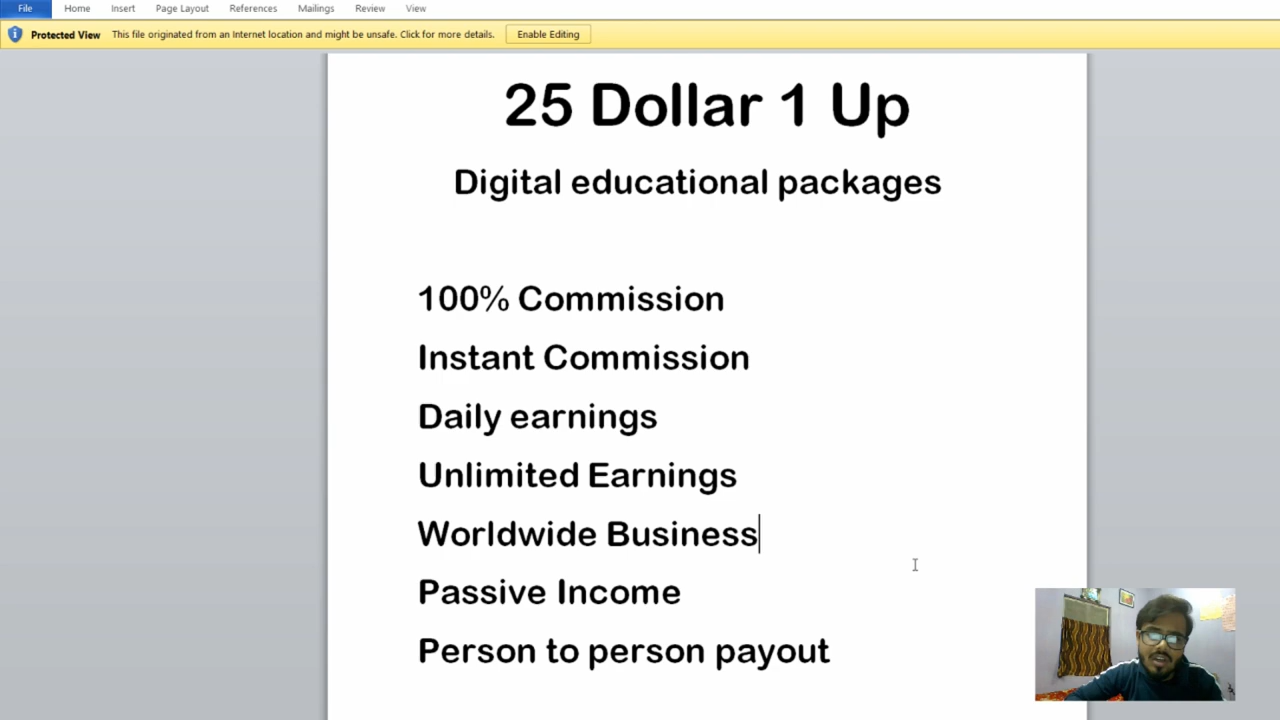 File Home Insert Page Layout References Mailings Review View
Protected View This file originated from an Internet location and might be unsafe. Click for more details. Enable Editing
25 Dollar 1 Up
Digital educational packages
100% Commission
Instant Commission
Daily earnings
Unlimited Earnings
Worldwide Business
Passive Income
Person to person payout